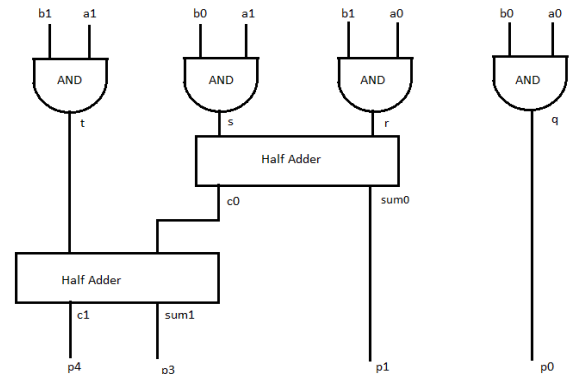 b1 a1 b0 a1 b1 a0 b0 a0
AND AND AND AND
t s r q
Half Adder
c0 sum0
Half Adder
c1 sum1
p4 p3 p1 p0